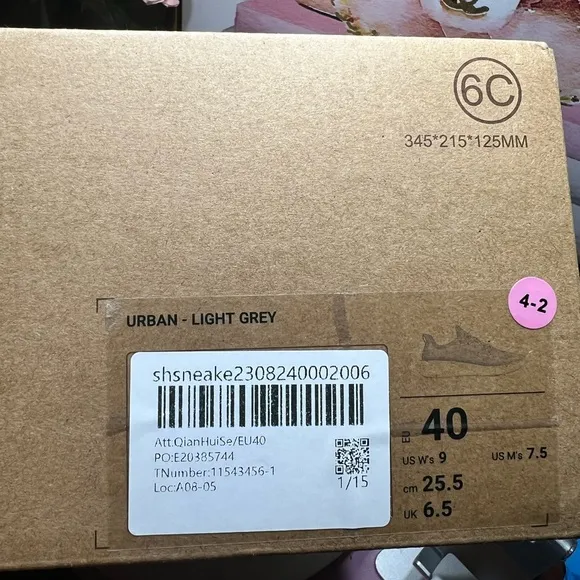 6C
345*215*125MM
4-2
URBAN - LIGHT GREY
shsneake2308240002006
Att.QianHuiSe/EU40
PO:E20385744
TNumber:11543456-1
Loc:A08-05
1/15
EU 40
US W's 9 US M's 7.5
cm 25.5
UK 6.5